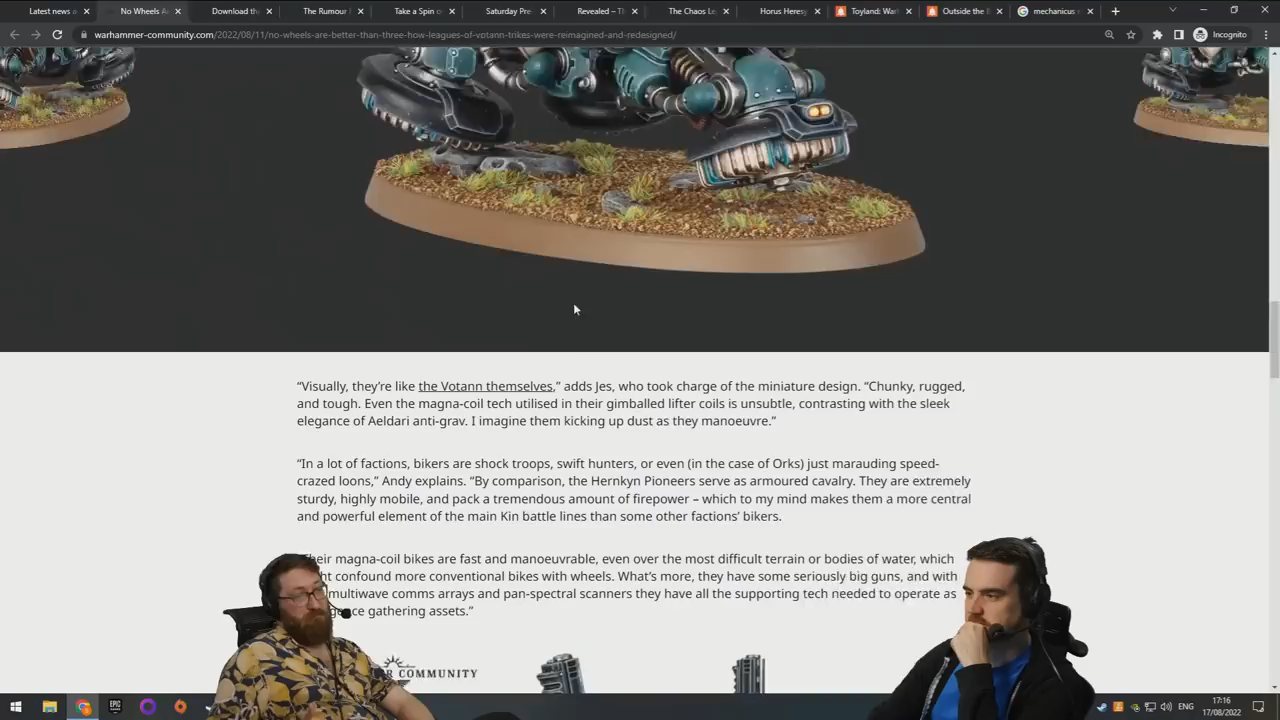 Latest news a
No Wheels A
Download the
The Rumour
Take a Spin o
Saturday Pre
Revealed – Th
The Chaos Le
Horus Heresy
Toyland: War
Outside the B
mechanicus
warhammer-community.com/2022/08/11/no-wheels-are-better-than-three-how-leagues-of-votann-trikes-were-reimagined-and-redesigned/
Incognito
“Visually, they’re like the Votann themselves,” adds Jes, who took charge of the miniature design. “Chunky, rugged,
and tough. Even the magna-coil tech utilised in their gimballed lifter coils is unsubtle, contrasting with the sleek
elegance of Aeldari anti-grav. I imagine them kicking up dust as they manoeuvre.”
“In a lot of factions, bikers are shock troops, swift hunters, or even (in the case of Orks) just marauding speed-
crazed loons,” Andy explains. “By comparison, the Hernkyn Pioneers serve as armoured cavalry. They are extremely
sturdy, highly mobile, and pack a tremendous amount of firepower – which to my mind makes them a more central
and powerful element of the main Kin battle lines than some other factions’ bikers.
heir magna-coil bikes are fast and manoeuvrable, even over the most difficult terrain or bodies of water, which
ht confound more conventional bikes with wheels. What’s more, they have some seriously big guns, and with
multiwave comms arrays and pan-spectral scanners they have all the supporting tech needed to operate as
gence gathering assets.”
R COMMUNITY
EPIC
ENG
17:16
17/08/2022